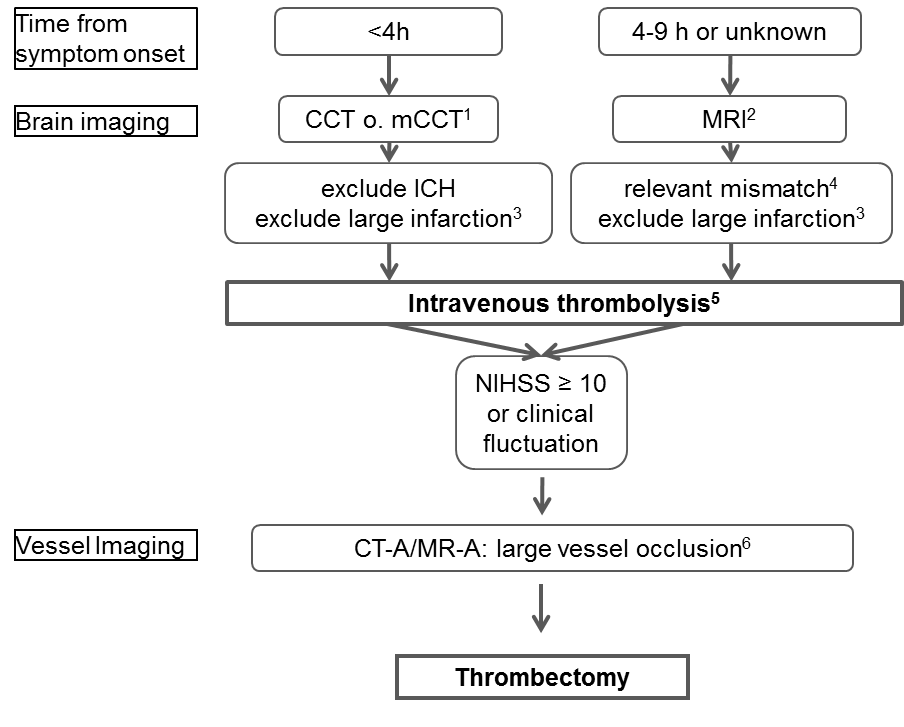 Time from
symptom onset
<4h
4-9 h or unknown
Brain imaging
CCT o. mCCT¹
MRI²
exclude ICH
exclude large infarction³
relevant mismatch⁴
exclude large infarction³
Intravenous thrombolysis⁵
NIHSS ≥ 10
or clinical
fluctuation
Vessel Imaging
CT-A/MR-A: large vessel occlusion⁶
Thrombectomy